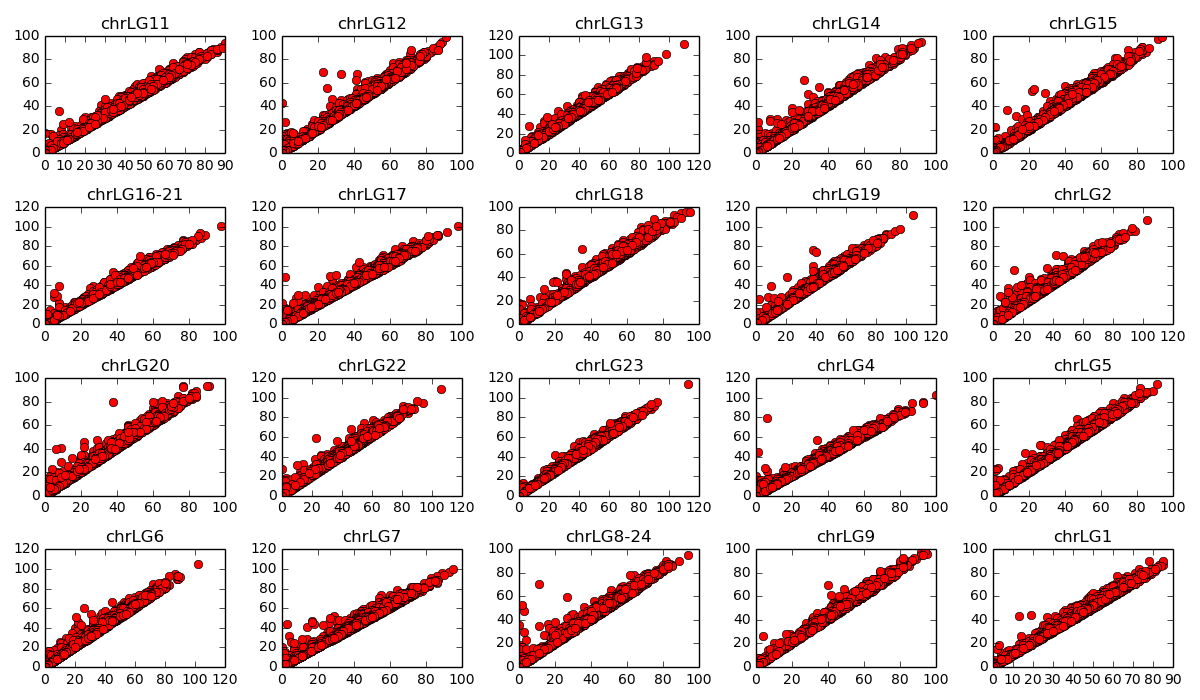 chrLG11 chrLG12 chrLG13 chrLG14 chrLG15
100 100 120 100 100
80 80 100 80 80
60 60 80 60 60
40 40 60 40 40
20 20 40 20 20
0 0 20 0 0
0
0 10 20 30 40 50 60 70 80 90 0 20 40 60 80 100 0 20 40 60 80 100 120 0 20 40 60 80 100 0 20 40 60 80 100
chrLG16-21 chrLG17 chrLG18 chrLG19 chrLG2
120 120 100 120 120
100 100 80 100 100
80 80 60 80 80
60 60 40 60 60
40 40 20 40 40
20 20 0 20 20
0 0 0 0
0 20 40 60 80 100 0 20 40 60 80 100 0 20 40 60 80 100 0 20 40 60 80 100 120 0 20 40 60 80 100 120
chrLG20 chrLG22 chrLG23 chrLG4 chrLG5
100 120 120 120 100
80 100 100 100 80
60 80 80 80 60
40 60 60 60 40
20 40 40 40 20
0 20 20 20 0
0 0 0
0 20 40 60 80 100 0 20 40 60 80 100 120 0 20 40 60 80 100 120 0 20 40 60 80 100 0 20 40 60 80 100
chrLG6 chrLG7 chrLG8-24 chrLG9 chrLG1
120 120 100 100 100
100 100 80 80 80
80 80 60 60 60
60 60 40 40 40
40 40 20 20 20
20 20 0 0 0
0 0
0 20 40 60 80 100 120 0 20 40 60 80 100 0 20 40 60 80 100 0 20 40 60 80 100 0 10 20 30 40 50 60 70 80 90